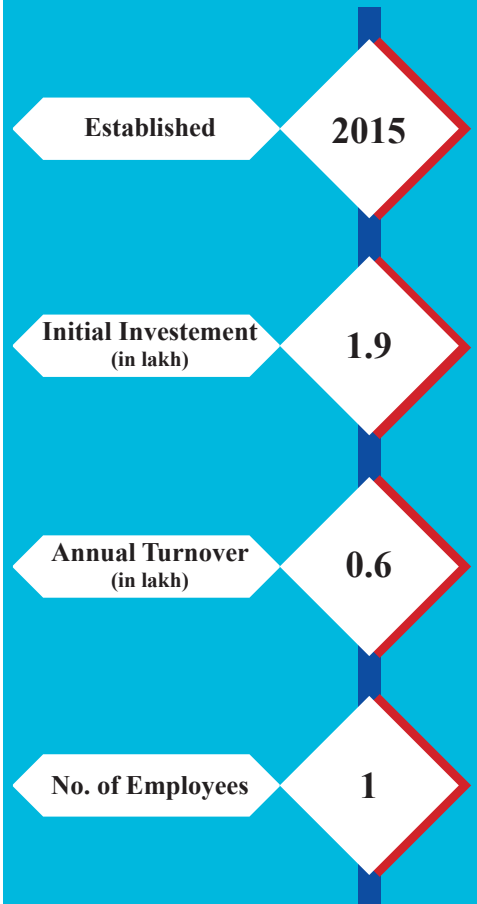 Established
2015
Initial Investement
(in lakh)
1.9
Annual Turnover
(in lakh)
0.6
No. of Employees
1